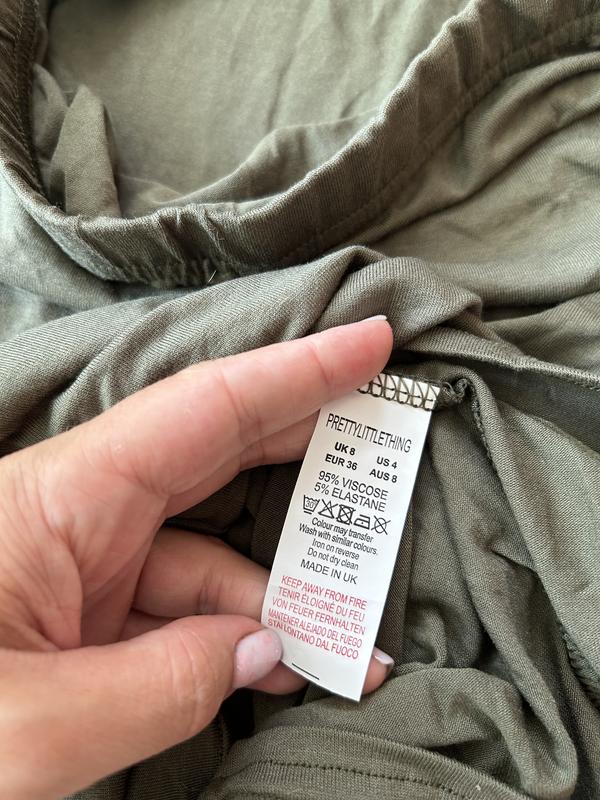 PRETTYLITTLETHING
UK 8 US 4
EUR 36 AUS 8
95% VISCOSE
5% ELASTANE
30
Colour may transfer
Wash with similar colours.
Iron on reverse
Do not dry clean
MADE IN UK
KEEP AWAY FROM FIRE
TENIR ÉLOIGNÉ DU FEU
VON FEUER FERNHALTEN
MANTENER ALEJADO DEL FUEGO
STAI LONTANO DAL FUOCO